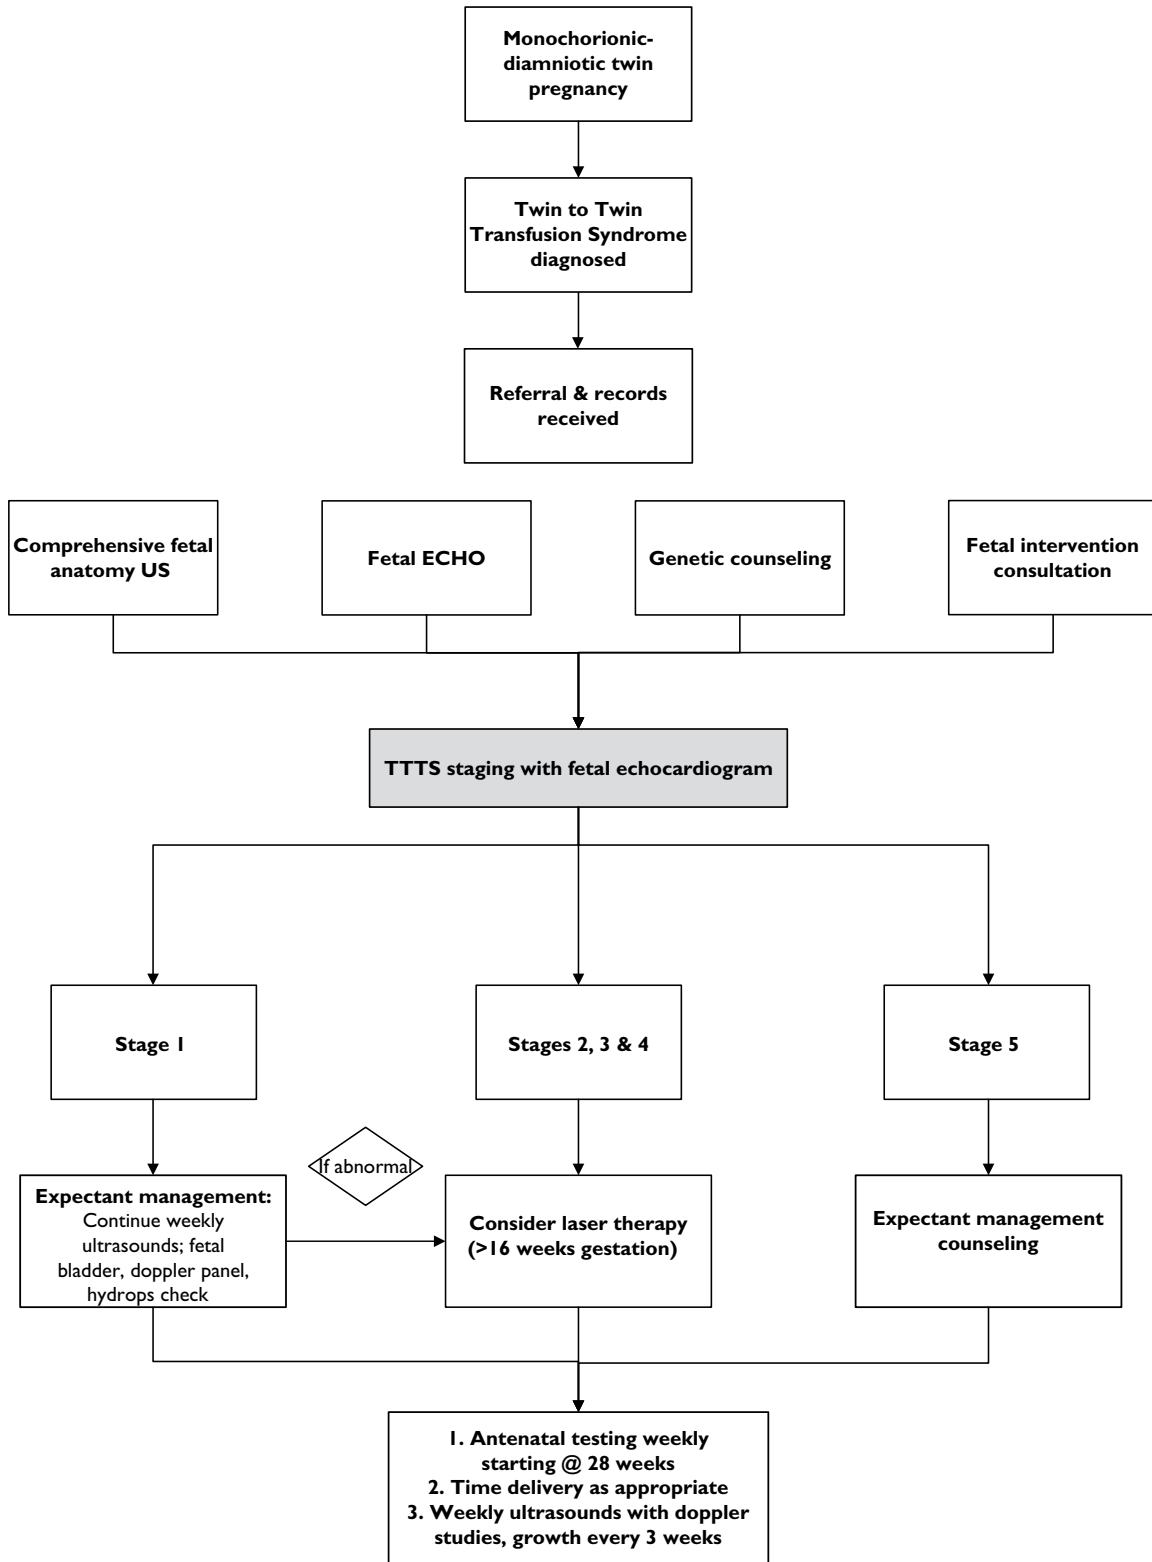 Monochorionic-
diamniotic twin
pregnancy
Twin to Twin
Transfusion Syndrome
diagnosed
Referral & records
received
Comprehensive fetal
anatomy US
Fetal ECHO
Genetic counseling
Fetal intervention
consultation
TTTS staging with fetal echocardiogram
Stage 1
Stages 2, 3 & 4
Stage 5
If abnormal
Expectant management:
Continue weekly
ultrasounds; fetal
bladder, doppler panel,
hydrops check
Consider laser therapy
(>16 weeks gestation)
Expectant management
counseling
1. Antenatal testing weekly
starting @ 28 weeks
2. Time delivery as appropriate
3. Weekly ultrasounds with doppler
studies, growth every 3 weeks